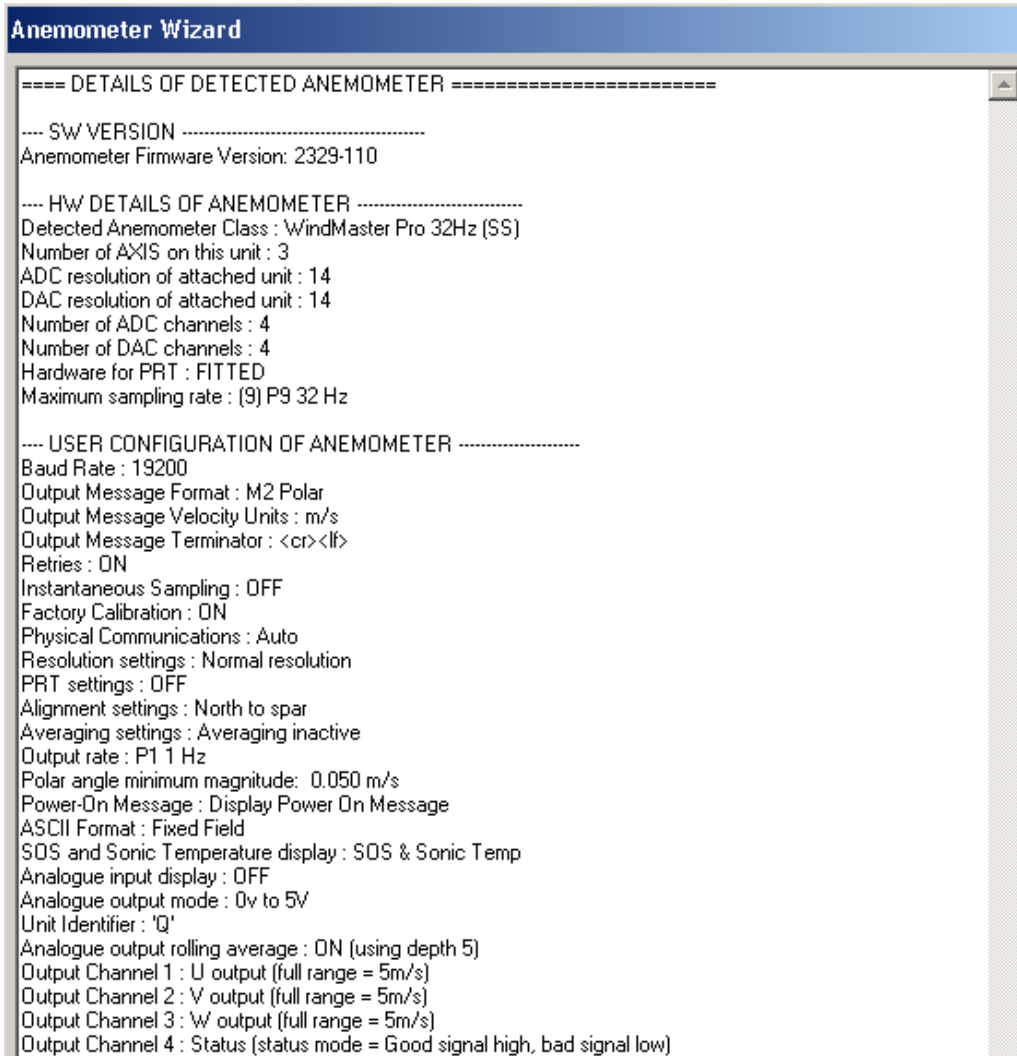 Anemometer Wizard
==== DETAILS OF DETECTED ANEMOMETER ========================
---- SW VERSION --------------------------------------------
Anemometer Firmware Version: 2329-110
---- HW DETAILS OF ANEMOMETER ------------------------------
Detected Anemometer Class : WindMaster Pro 32Hz (SS)
Number of AXIS on this unit : 3
ADC resolution of attached unit : 14
DAC resolution of attached unit : 14
Number of ADC channels : 4
Number of DAC channels : 4
Hardware for PRT : FITTED
Maximum sampling rate : (9) P9 32 Hz
---- USER CONFIGURATION OF ANEMOMETER ----------------------
Baud Rate : 19200
Output Message Format : M2 Polar
Output Message Velocity Units : m/s
Output Message Terminator : <cr><lf>
Retries : ON
Instantaneous Sampling : OFF
Factory Calibration : ON
Physical Communications : Auto
Resolution settings : Normal resolution
PRT settings : OFF
Alignment settings : North to spar
Averaging settings : Averaging inactive
Output rate : P1 1 Hz
Polar angle minimum magnitude:  0.050 m/s
Power-On Message : Display Power On Message
ASCII Format : Fixed Field
SOS and Sonic Temperature display : SOS & Sonic Temp
Analogue input display : OFF
Analogue output mode : 0v to 5V
Unit Identifier : 'Q'
Analogue output rolling average : ON (using depth 5)
Output Channel 1 : U output (full range = 5m/s)
Output Channel 2 : V output (full range = 5m/s)
Output Channel 3 : W output (full range = 5m/s)
Output Channel 4 : Status (status mode = Good signal high, bad signal low)